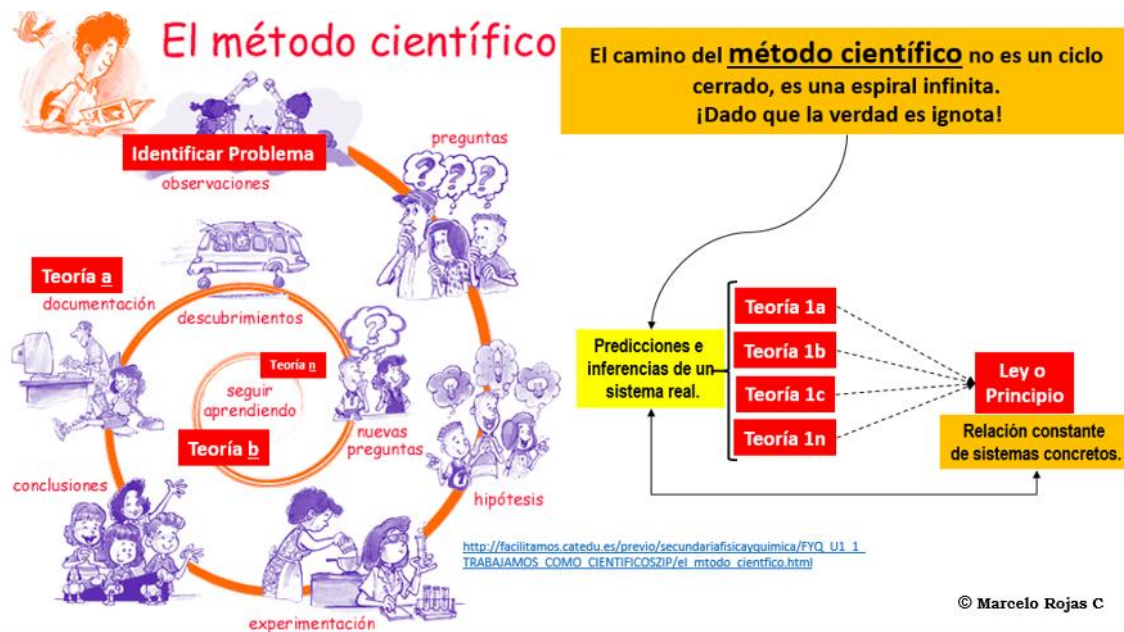 El método científico
El camino del método científico no es un ciclo
cerrado, es una espiral infinita.
¡Dado que la verdad es ignota!
Identificar Problema
observaciones
preguntas
? ? ?
Teoría a
documentación
descubrimientos
?
Teoría n
seguir
aprendiendo
Teoría b
nuevas
preguntas
hipótesis
conclusiones
experimentación
Predicciones e
inferencias de un
sistema real.
Teoría 1a
Teoría 1b
Teoría 1c
Teoría 1n
Ley o
Principio
Relación constante
de sistemas concretos.
http://facilitamos.catedu.es/previo/secundariafisicayquimica/FYQ_U1_1_
TRABAJAMOS_COMO_CIENTIFICOSZIP/el_mtodo_cientfico.html
© Marcelo Rojas C